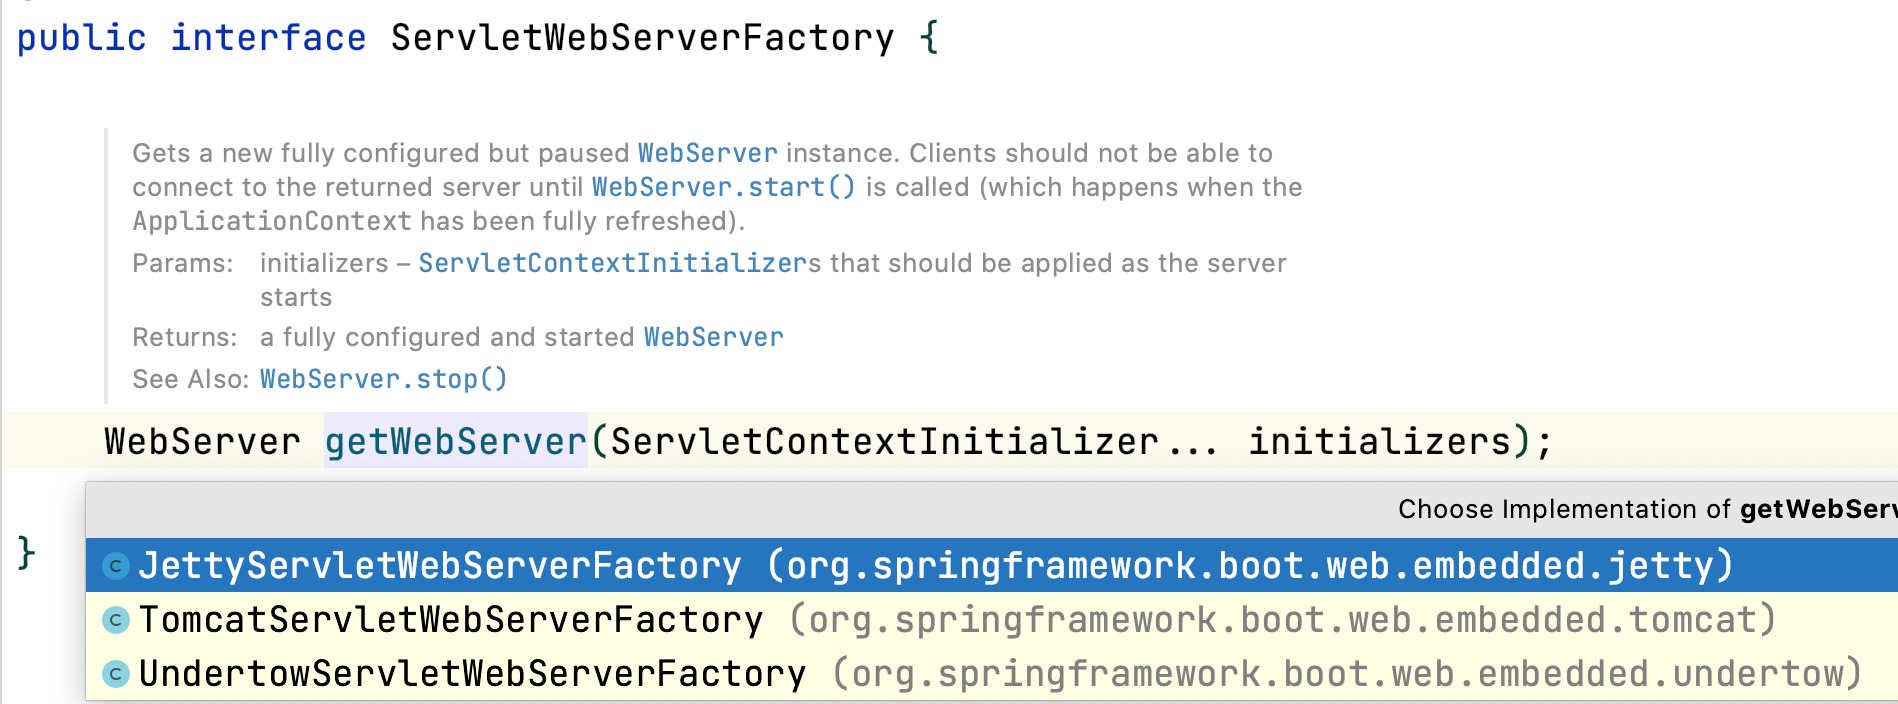 public interface ServletWebServerFactory {
Gets a new fully configured but paused WebServer instance. Clients should not be able to
connect to the returned server until WebServer.start() is called (which happens when the
ApplicationContext has been fully refreshed).
Params: initializers – ServletContextInitializers that should be applied as the server
starts
Returns: a fully configured and started WebServer
See Also: WebServer.stop()
WebServer getWebServer(ServletContextInitializer... initializers);
Choose Implementation of getWebServ
}
C JettyServletWebServerFactory (org.springframework.boot.web.embedded.jetty)
C TomcatServletWebServerFactory (org.springframework.boot.web.embedded.tomcat)
C UndertowServletWebServerFactory (org.springframework.boot.web.embedded.undertow)